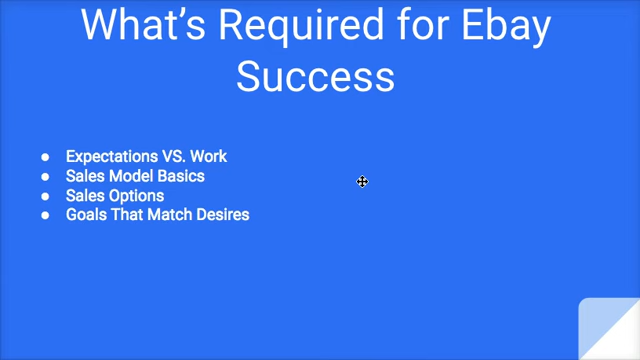 What's Required for Ebay
Success
● Expectations VS. Work
● Sales Model Basics
● Sales Options
● Goals That Match Desires